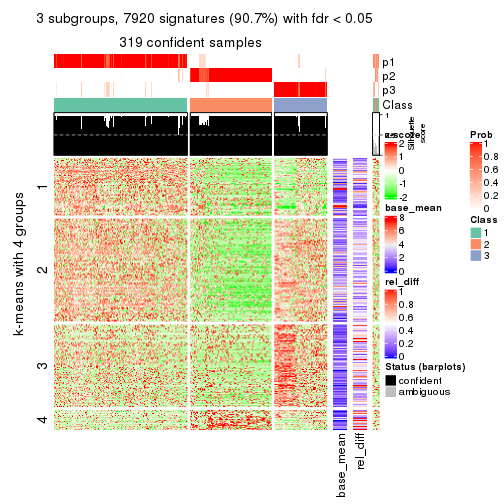 3 subgroups, 7920 signatures (90.7%) with fdr < 0.05
319 confident samples
p1
p2
p3
Class
1
Silhouette
score
k-means with 4 groups
1
2
3
4
base_mean
rel_diff
z-score
2
1
0
-1
-2
base_mean
8
6
4
2
0
rel_diff
1
0.8
0.6
0.4
0.2
0
Status (barplots)
confident
ambiguous
Prob
1
0.8
0.6
0.4
0.2
0
Class
1
2
3